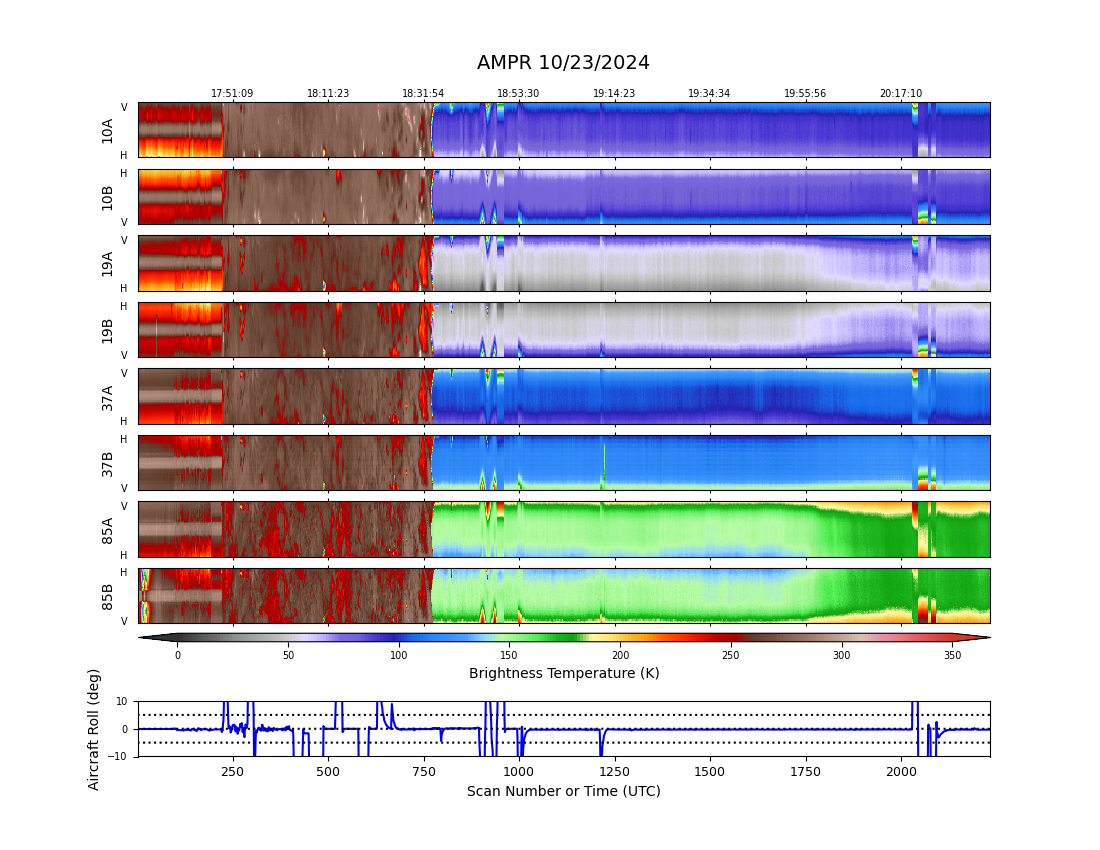 AMPR 10/23/2024
17:51:09 18:11:23 18:31:54 18:53:30 19:14:23 19:34:34 19:55:56 20:17:10
V
10A
H
H
10B
V
V
19A
H
H
19B
V
V
37A
H
H
37B
V
V
85A
H
H
85B
V
0 50 100 150 200 250 300 350
Brightness Temperature (K)
Aircraft Roll (deg)
10
0
−10
250 500 750 1000 1250 1500 1750 2000
Scan Number or Time (UTC)